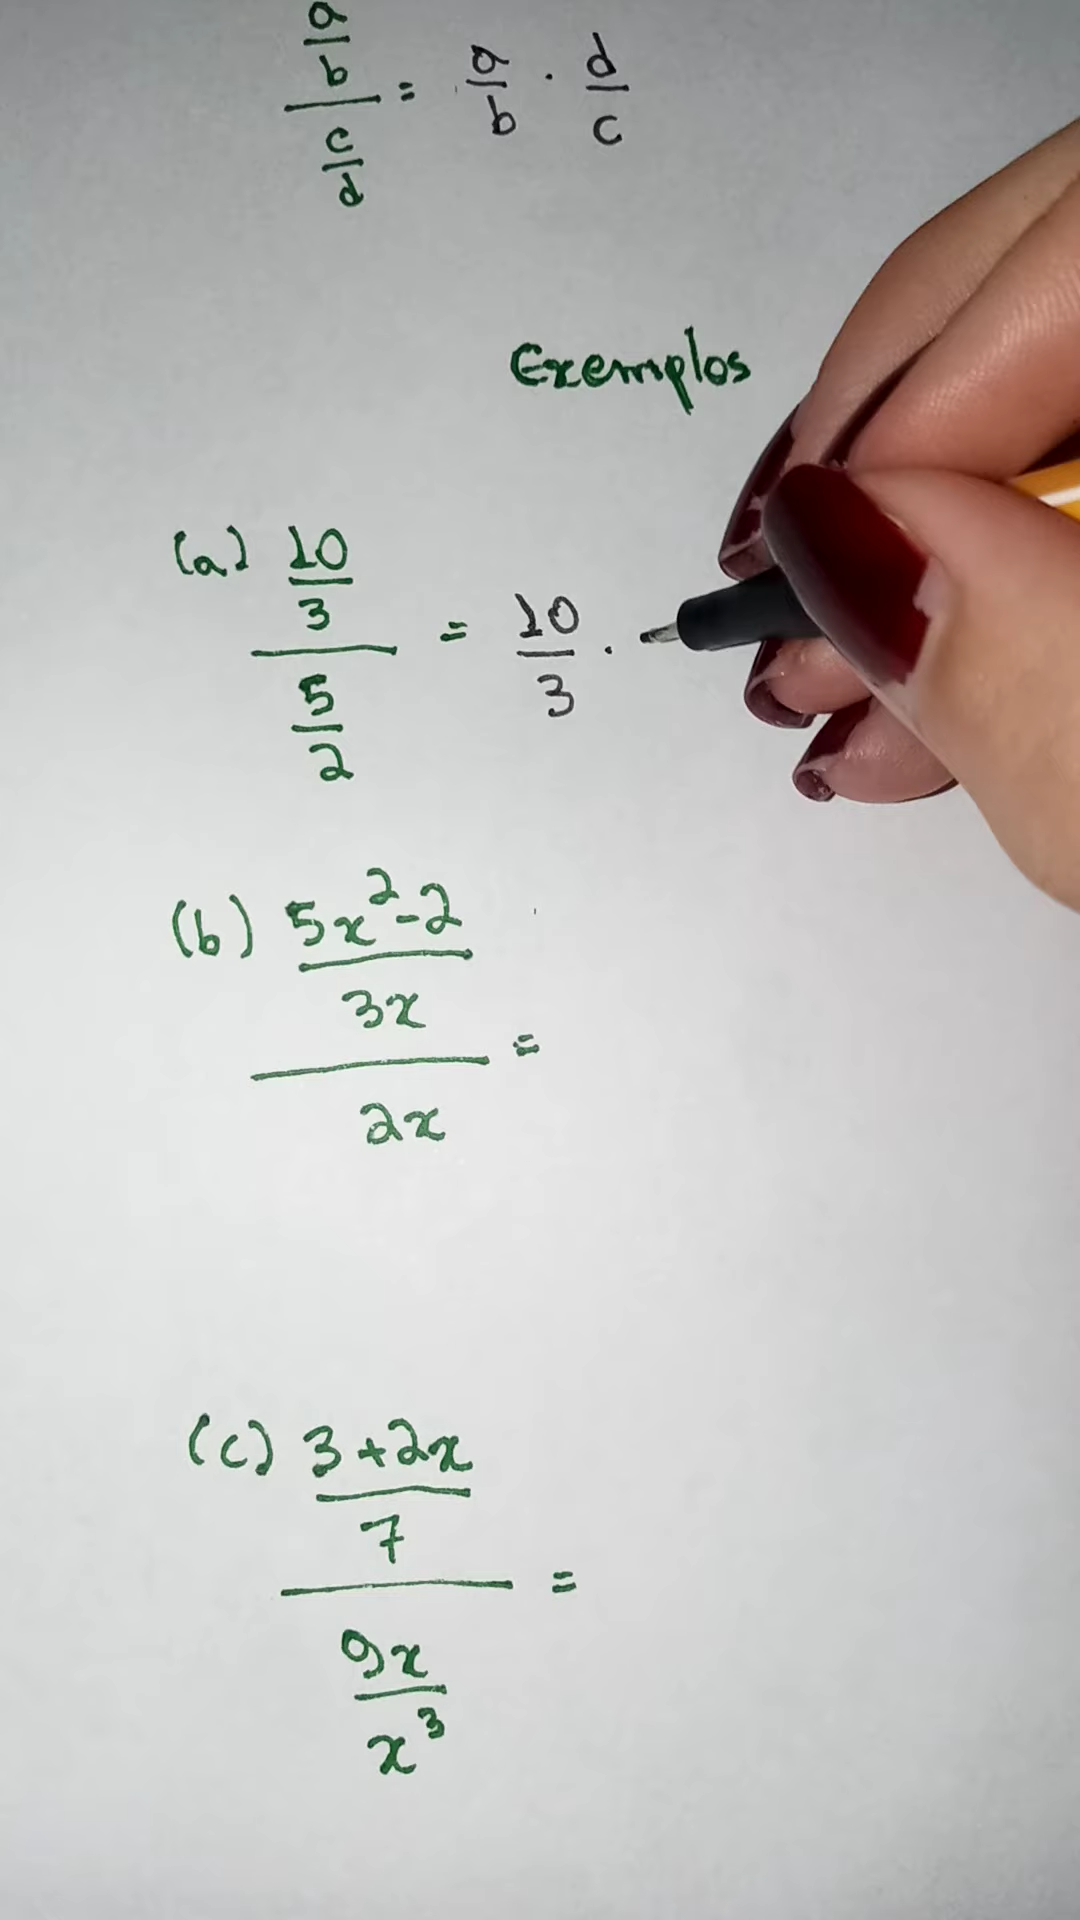 a/b / c/d = a/b · d/c
Exemplos
(a) 10/3 / 5/2 = 10/3 ·
(b) 5x²-2 / 3x / 2x =
(c) 3+2x / 7 / 9x / x³ =